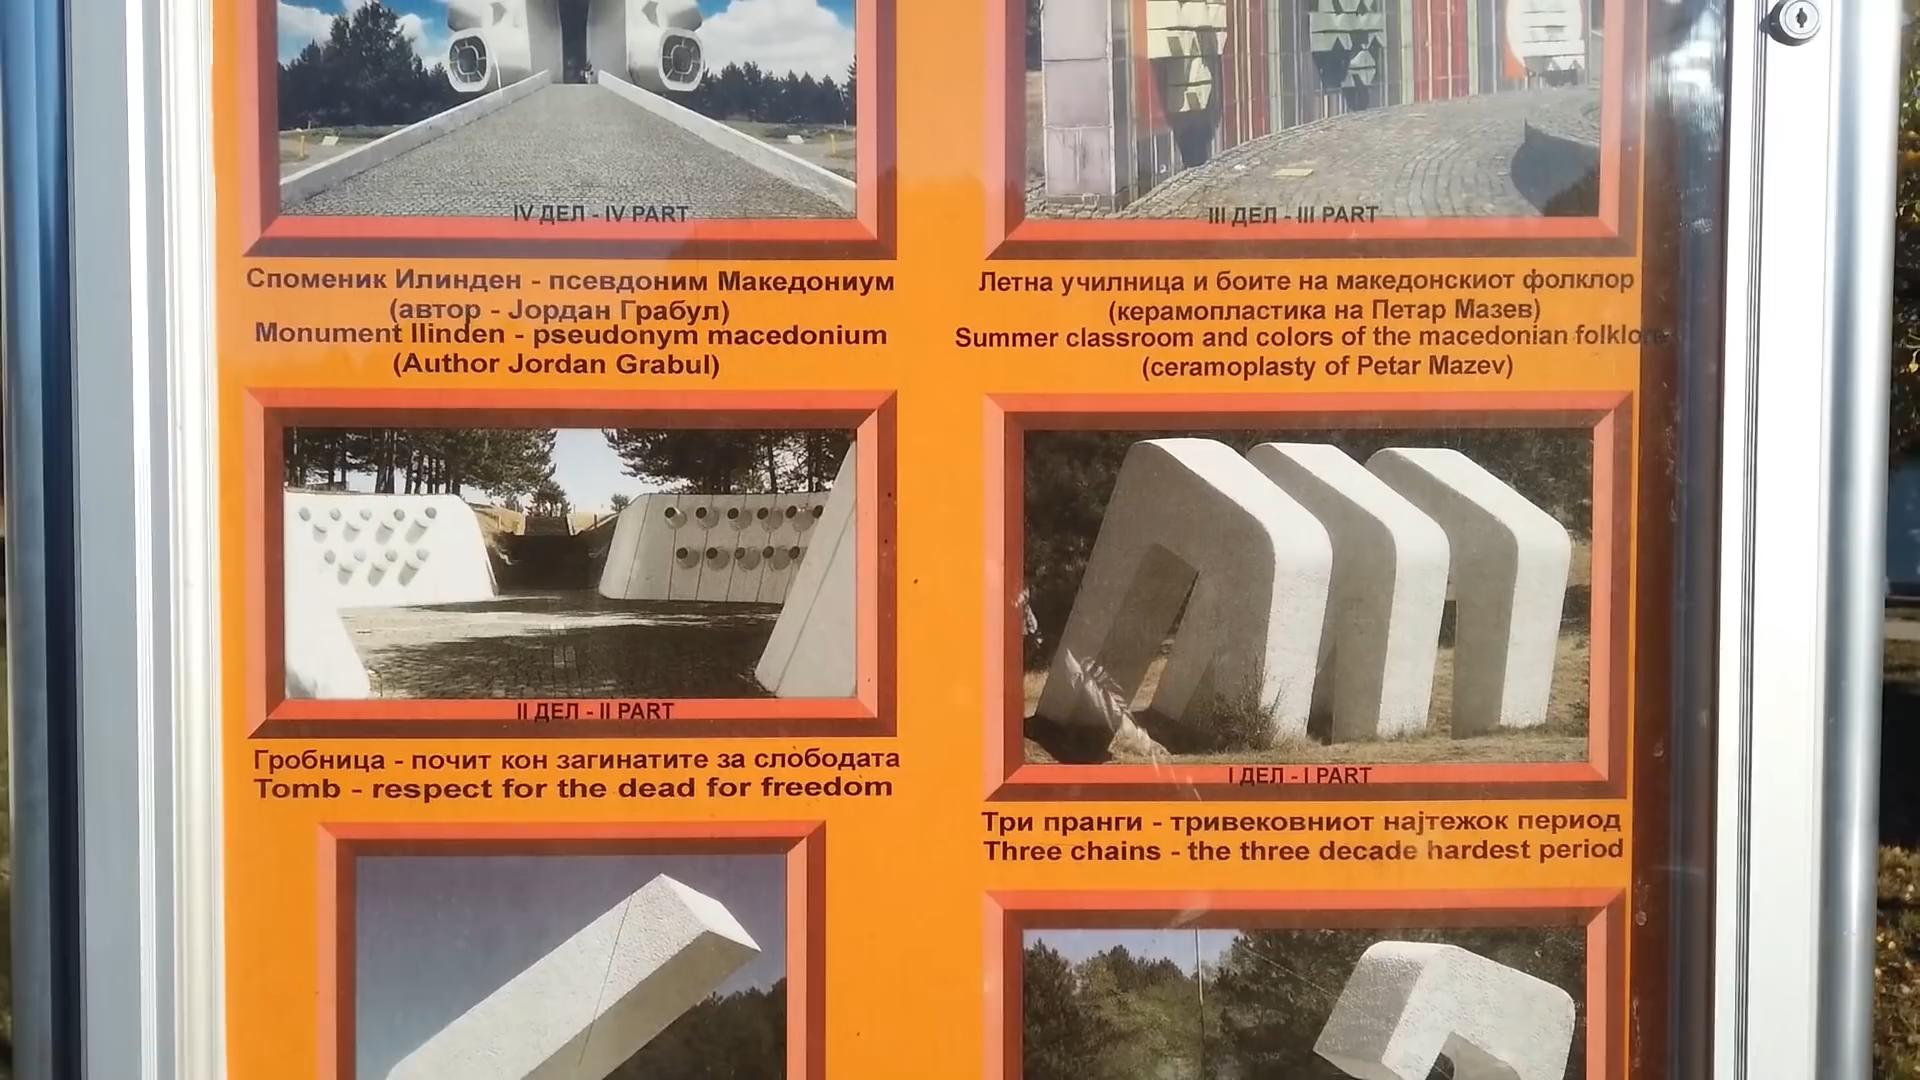 IV ДЕЛ - IV PART
Споменик Илинден - псевдоним Македониум
(автор - Јордан Грабул)
Monument Ilinden - pseudonym macedonium
(Author Jordan Grabul)
III ДЕЛ - III PART
Летна училница и боите на македонскиот фолклор
(керамопластика на Петар Мазев)
Summer classroom and colors of the macedonian folklore
(ceramoplasty of Petar Mazev)
II ДЕЛ - II PART
Гробница - почит кон загинатите за слободата
Tomb - respect for the dead for freedom
I ДЕЛ - I PART
Три пранги - тривековниот најтежок период
Three chains - the three decade hardest period